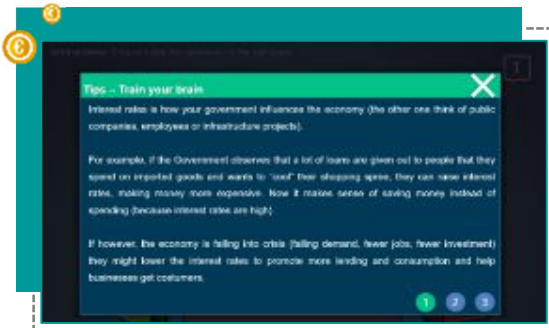 1
Tips – Train your brain
Interest rates is how your government influences the economy (the other one think of public
companies, employees or infrastructure projects).
For example, if the Government observes that a lot of loans are given out to people that they
spend on imported goods and wants to "cool" their shopping spree, they can raise interest
rates, making money more expensive. Now it makes sense of saving money instead of
spending (because interest rates are high)
If however, the economy is falling into crisis (falling demand, fewer jobs, fewer investment)
they might lower the interest rates to promote more lending and consumption and help
businesses get costumers.
1 2 3